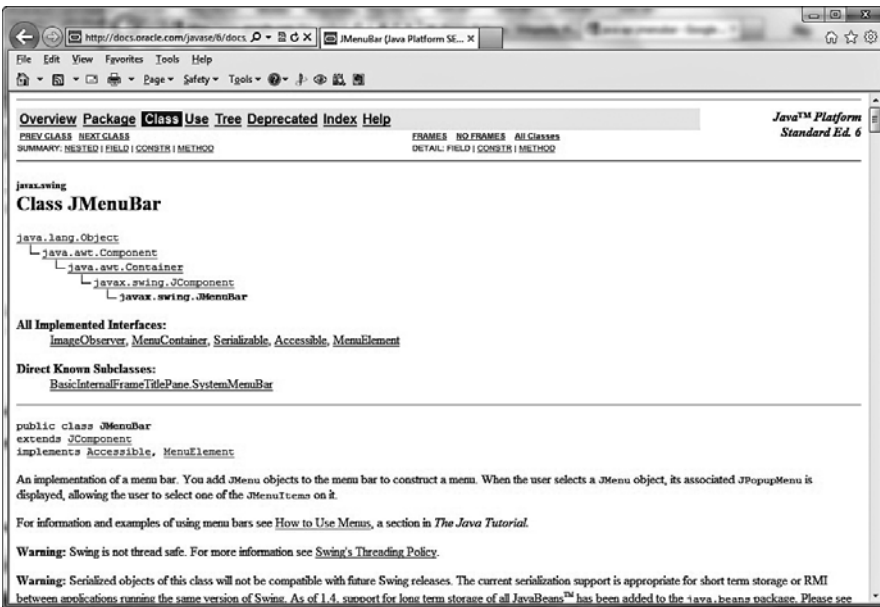 http://docs.oracle.com/javase/6/docs
JMenuBar (Java Platform SE...
File Edit View Favorites Tools Help
Page Safety Tools
Overview Package Class Use Tree Deprecated Index Help
Java™ Platform
Standard Ed. 6
PREV CLASS NEXT CLASS
FRAMES NO FRAMES All Classes
SUMMARY: NESTED | FIELD | CONSTR | METHOD
DETAIL: FIELD | CONSTR | METHOD
javax.swing
Class JMenuBar
java.lang.Object
java.awt.Component
java.awt.Container
javax.swing.JComponent
javax.swing.JMenuBar
All Implemented Interfaces:
ImageObserver, MenuContainer, Serializable, Accessible, MenuElement
Direct Known Subclasses:
BasicInternalFrameTitlePane.SystemMenuBar
public class JMenuBar
extends JComponent
implements Accessible, MenuElement
An implementation of a menu bar. You add JMenu objects to the menu bar to construct a menu. When the user selects a JMenu object, its associated JPopupMenu is
displayed, allowing the user to select one of the JMenuItems on it.
For information and examples of using menu bars see How to Use Menus, a section in The Java Tutorial.
Warning: Swing is not thread safe. For more information see Swing's Threading Policy.
Warning: Serialized objects of this class will not be compatible with future Swing releases. The current serialization support is appropriate for short term storage or RMI
between applications running the same version of Swing. As of 1.4, support for long term storage of all JavaBeans™ has been added to the java.beans package. Please see